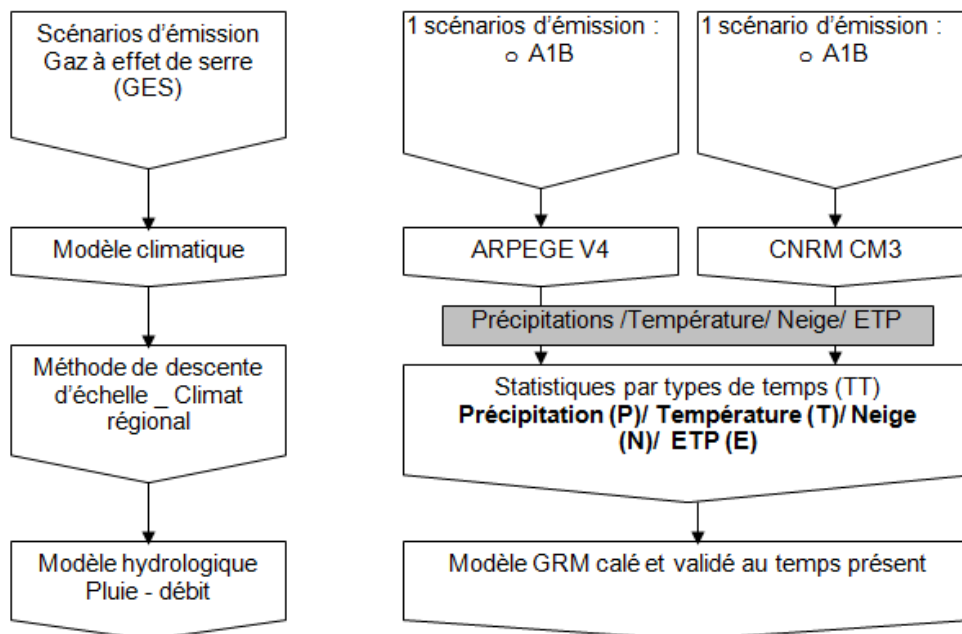 Scénarios d'émission
Gaz à effet de serre
(GES)
1 scénarios d'émission :
o A1B
1 scénario d'émission :
o A1B
Modèle climatique
ARPEGE V4
CNRM CM3
Précipitations /Température/ Neige/ ETP
Méthode de descente
d'échelle _ Climat
régional
Statistiques par types de temps (TT)
Précipitation (P)/ Température (T)/ Neige
(N)/ ETP (E)
Modèle hydrologique
Pluie - débit
Modèle GRM calé et validé au temps présent